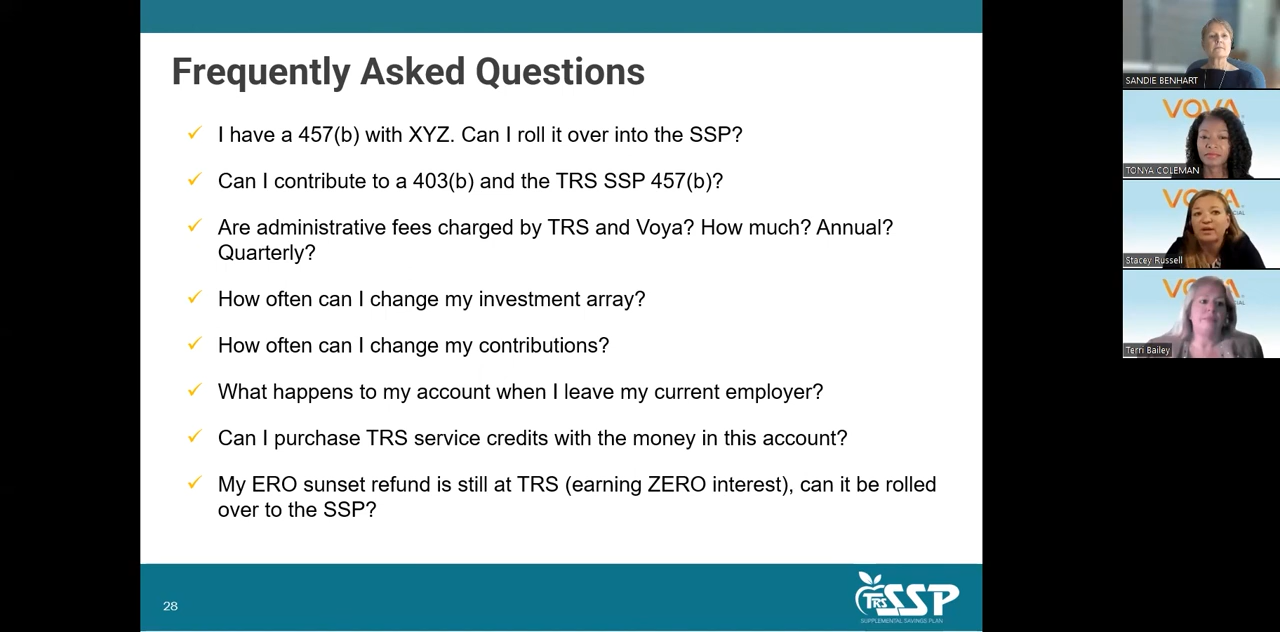 Frequently Asked Questions
I have a 457(b) with XYZ. Can I roll it over into the SSP?
Can I contribute to a 403(b) and the TRS SSP 457(b)?
Are administrative fees charged by TRS and Voya? How much? Annual?
Quarterly?
How often can I change my investment array?
How often can I change my contributions?
What happens to my account when I leave my current employer?
Can I purchase TRS service credits with the money in this account?
My ERO sunset refund is still at TRS (earning ZERO interest), can it be rolled
over to the SSP?
28
TRS SSP
SUPPLEMENTAL SAVINGS PLAN
SANDIE BENHART
VOYA
TONYA COLEMAN
Stacey Russell
Terri Bailey